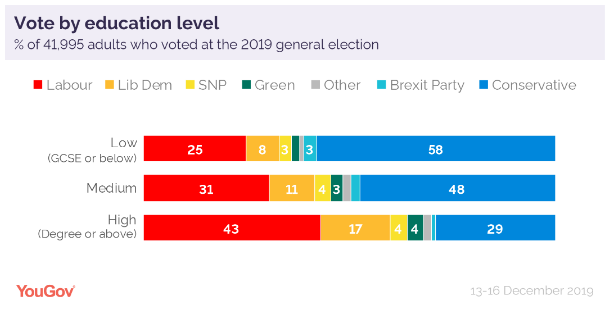 Vote by education level
% of 41,995 adults who voted at the 2019 general election
Labour Lib Dem SNP Green Other Brexit Party Conservative
Low
(GCSE or below)
25 8 3 3 58
Medium
31 11 4 3 48
High
(Degree or above)
43 17 4 4 29
YouGov
13-16 December 2019